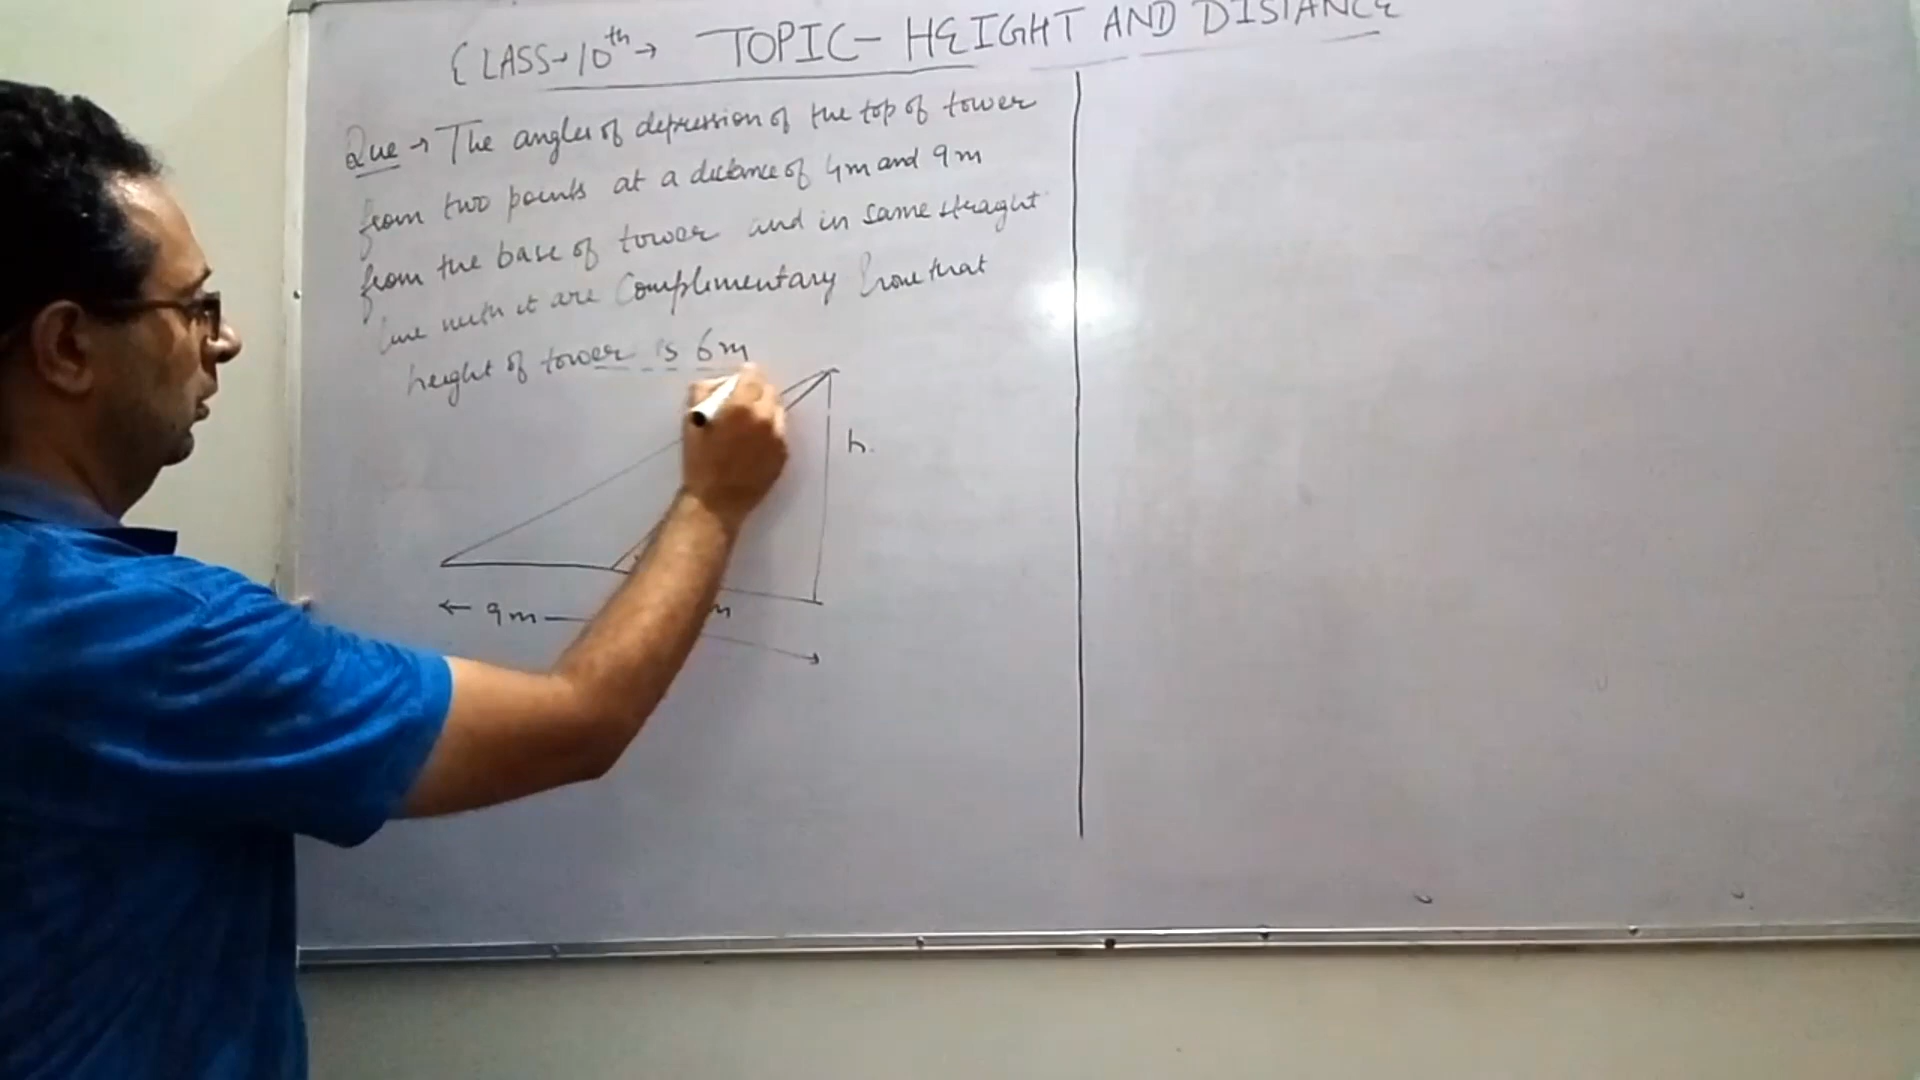 CLASS→10th→ TOPIC- HEIGHT AND DISTANCE
Que → The angles of depression of the top of tower
from two points at a distance of 4m and 9m
from the base of tower and in same straght
line with it are Complimentary Prove that
height of tower is 6m
h.
9m
m